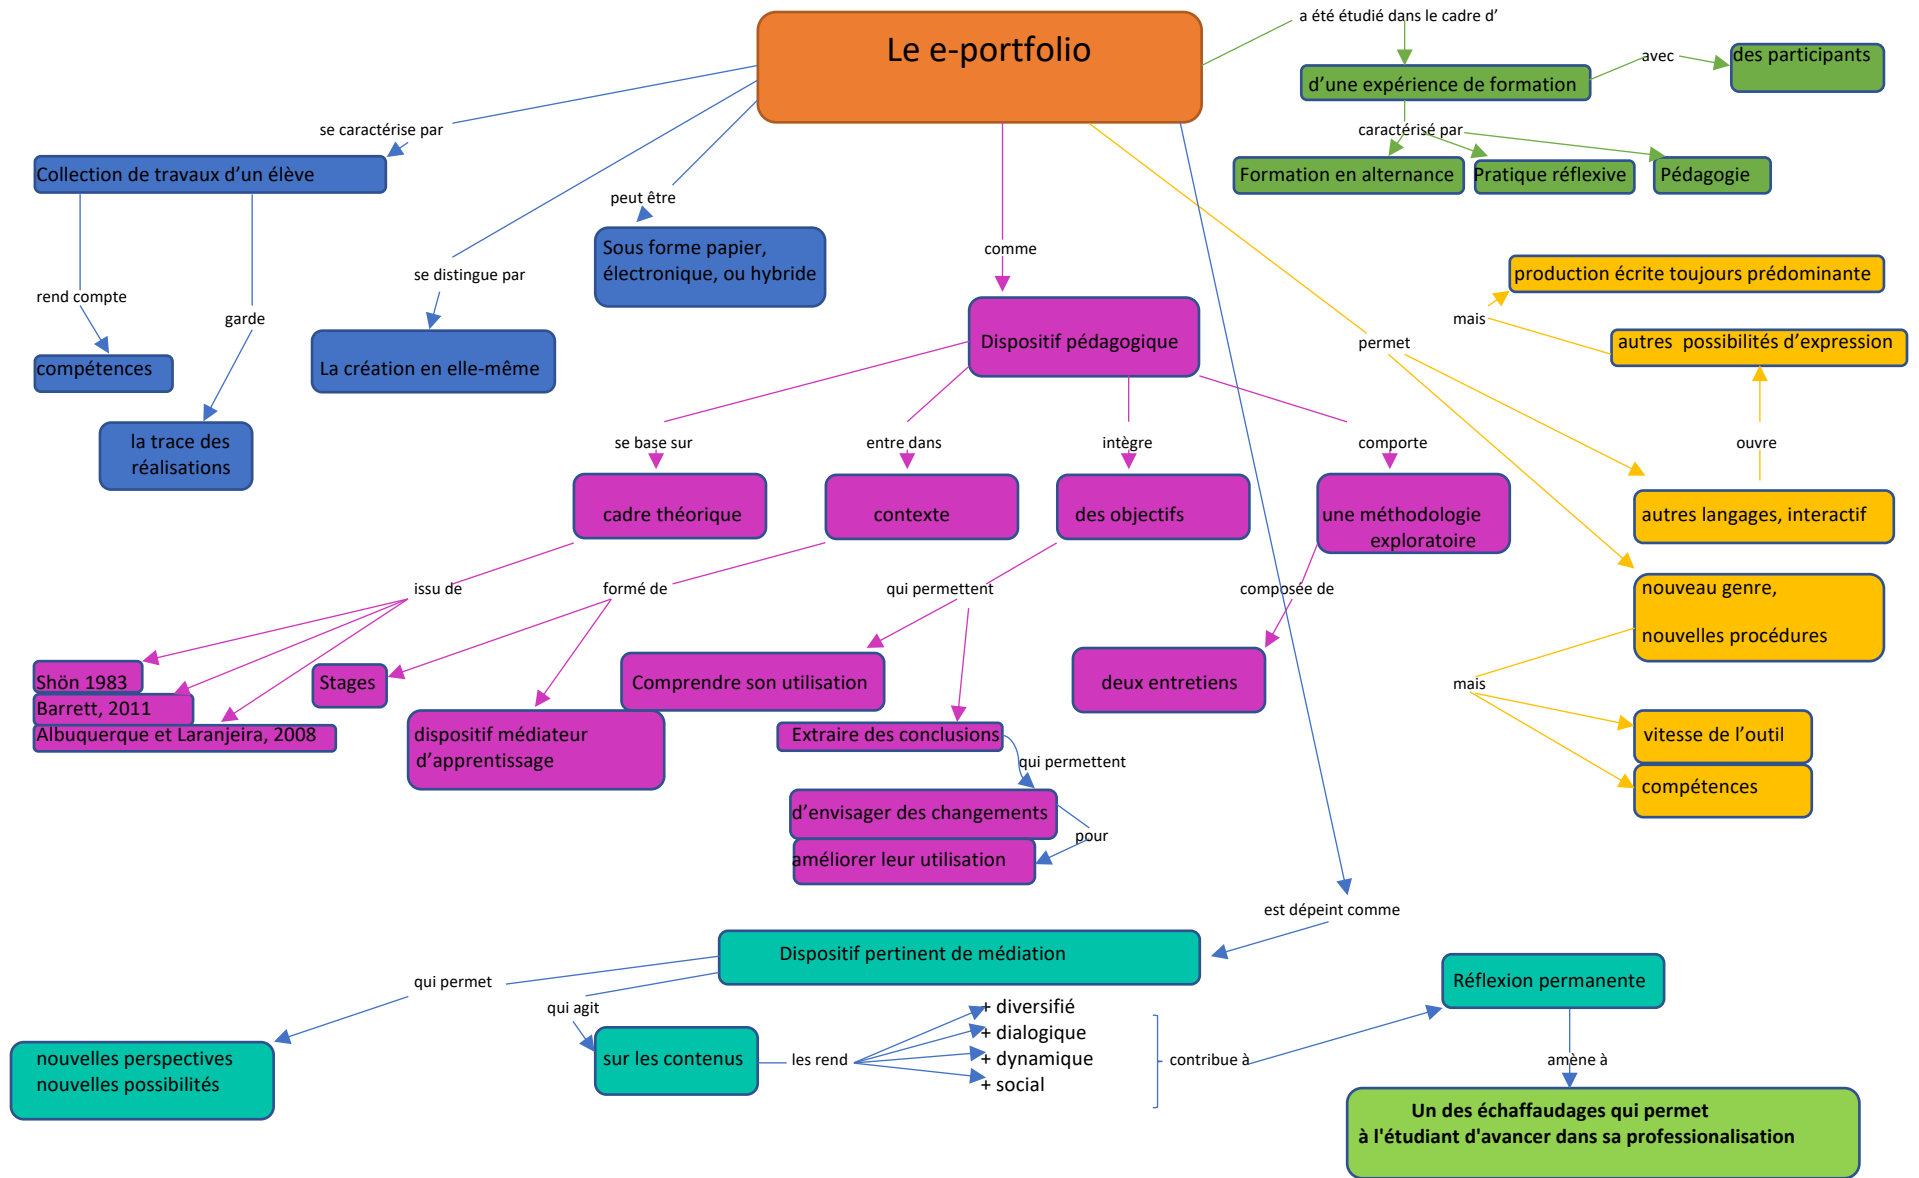 Le e-portfolio
a été étudié dans le cadre d’
d’une expérience de formation
avec
des participants
caractérisé par
Formation en alternance
Pratique réflexive
Pédagogie
se caractérise par
Collection de travaux d’un élève
rend compte
compétences
garde
la trace des
réalisations
se distingue par
La création en elle-même
peut être
Sous forme papier,
électronique, ou hybride
comme
Dispositif pédagogique
se base sur
entre dans
intègre
comporte
cadre théorique
contexte
des objectifs
une méthodologie
exploratoire
issu de
formé de
qui permettent
composée de
Shön 1983
Barrett, 2011
Albuquerque et Laranjeira, 2008
Stages
dispositif médiateur
d’apprentissage
Comprendre son utilisation
Extraire des conclusions
qui permettent
d’envisager des changements
pour
améliorer leur utilisation
deux entretiens
permet
production écrite toujours prédominante
mais
autres  possibilités d’expression
ouvre
autres langages, interactif
nouveau genre,
nouvelles procédures
mais
vitesse de l’outil
compétences
est dépeint comme
Dispositif pertinent de médiation
qui permet
nouvelles perspectives
nouvelles possibilités
qui agit
sur les contenus
les rend
+ diversifié
+ dialogique
+ dynamique
+ social
contribue à
Réflexion permanente
amène à
Un des échaffaudages qui permet
à l'étudiant d'avancer dans sa professionalisation